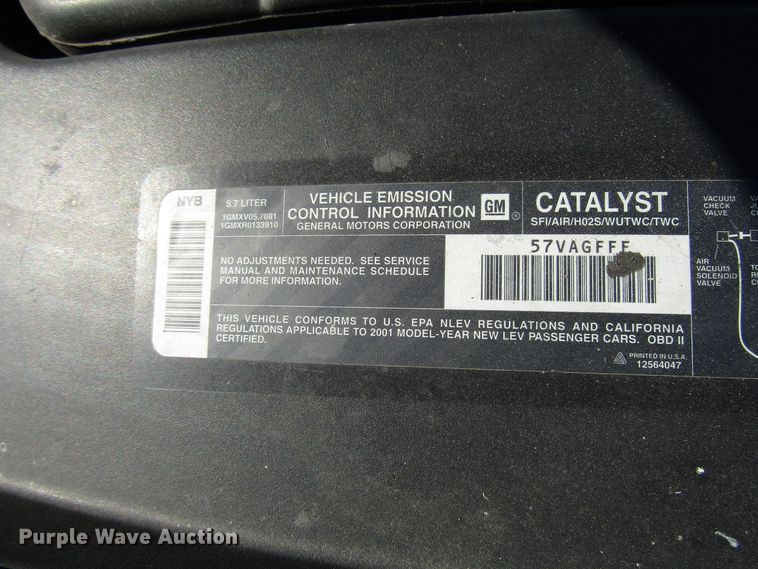 NYB
5.7 LITER
1GMXV05.7081
1GMXR0133910
VEHICLE EMISSION
CONTROL INFORMATION
GENERAL MOTORS CORPORATION
GM
®
CATALYST
SFI/AIR/H02S/WUTWC/TWC
NO ADJUSTMENTS NEEDED. SEE SERVICE
MANUAL AND MAINTENANCE SCHEDULE
FOR MORE INFORMATION.
57VAGFFF
THIS VEHICLE CONFORMS TO U.S. EPA NLEV REGULATIONS AND CALIFORNIA
REGULATIONS APPLICABLE TO 2001 MODEL-YEAR NEW LEV PASSENGER CARS. OBD II
CERTIFIED.
PRINTED IN U.S.A.
12564047
VACUUM
CHECK
VALVE
AIR
VACUUM
SOLENOID
VALVE
Purple Wave Auction